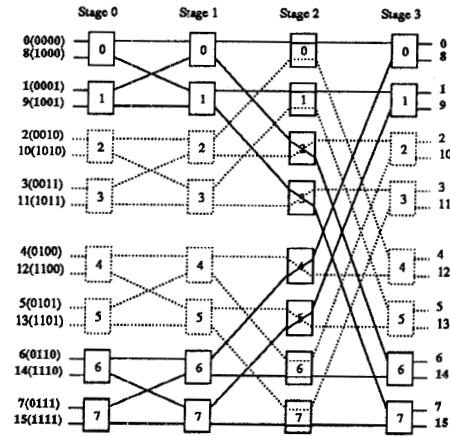 Stage 0 Stage 1 Stage 2 Stage 3
0(0000) 0 0 0 0 0
8(1000) 8
1(0001) 1 1 1 1 1
9(1001) 9
2(0010) 2 2 2 2 2
10(1010) 10
3(0011) 3 3 3 3
11(1011) 11
4(0100) 4 4 4 4 4
12(1100) 12
5(0101) 5 5 5 5 5
13(1101) 13
6(0110) 6 6 6 6 6
14(1110) 14
7(0111) 7 7 7 7 7
15(1111) 15